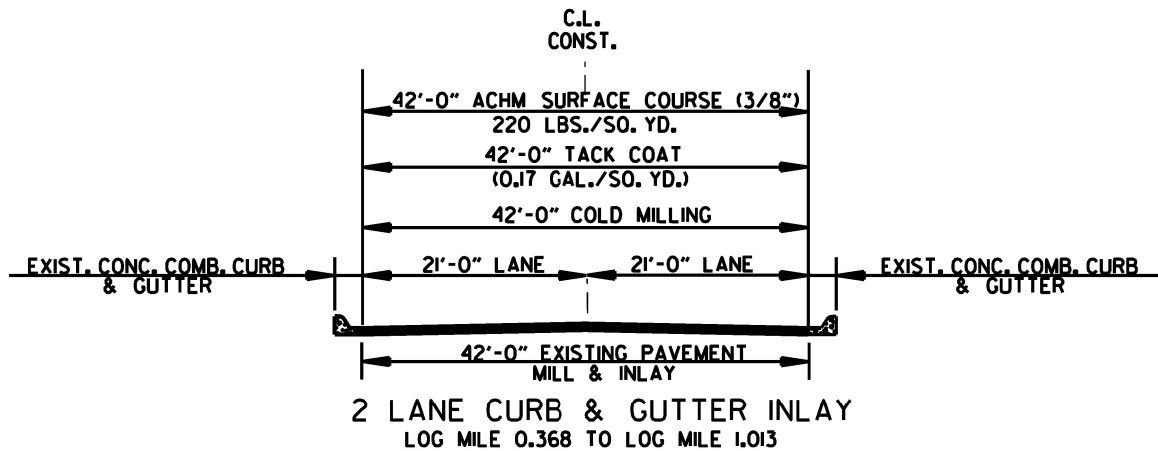 C.L.
CONST.
42'-0" ACHM SURFACE COURSE (3/8")
220 LBS./SQ. YD.
42'-0" TACK COAT
(0.17 GAL./SQ. YD.)
42'-0" COLD MILLING
EXIST. CONC. COMB. CURB
& GUTTER
21'-0" LANE
21'-0" LANE
EXIST. CONC. COMB. CURB
& GUTTER
42'-0" EXISTING PAVEMENT
MILL & INLAY
2 LANE CURB & GUTTER INLAY
LOG MILE 0.368 TO LOG MILE 1.013